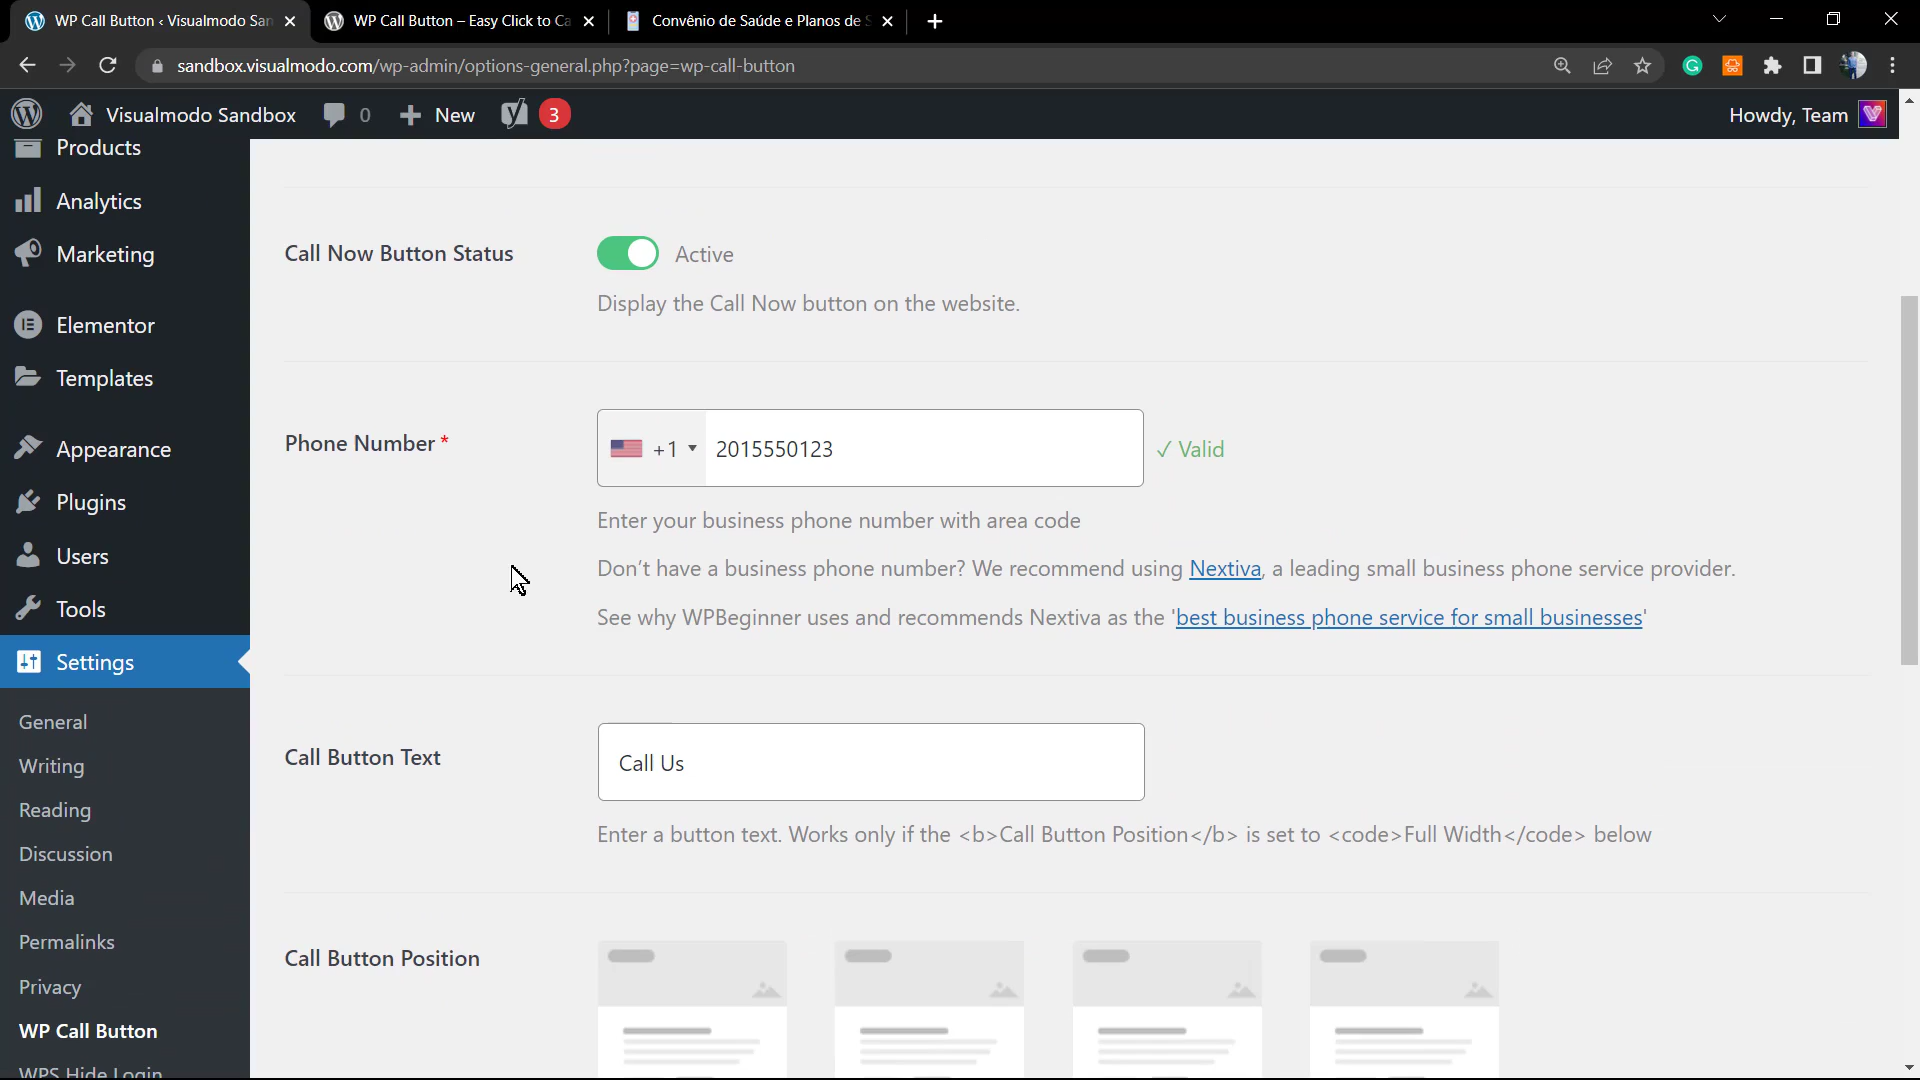 WP Call Button ‹ Visualmodo San
WP Call Button – Easy Click to Ca
Convênio de Saúde e Planos de S
sandbox.visualmodo.com/wp-admin/options-general.php?page=wp-call-button
Visualmodo Sandbox
0
New
3
Howdy, Team
Products
Analytics
Marketing
Elementor
Templates
Appearance
Plugins
Users
Tools
Settings
General
Writing
Reading
Discussion
Media
Permalinks
Privacy
WP Call Button
WPS Hide Login
Call Now Button Status
Active
Display the Call Now button on the website.
Phone Number *
+1
2015550123
✓ Valid
Enter your business phone number with area code
Don't have a business phone number? We recommend using Nextiva, a leading small business phone service provider.
See why WPBeginner uses and recommends Nextiva as the 'best business phone service for small businesses'
Call Button Text
Call Us
Enter a button text. Works only if the <b>Call Button Position</b> is set to <code>Full Width</code> below
Call Button Position